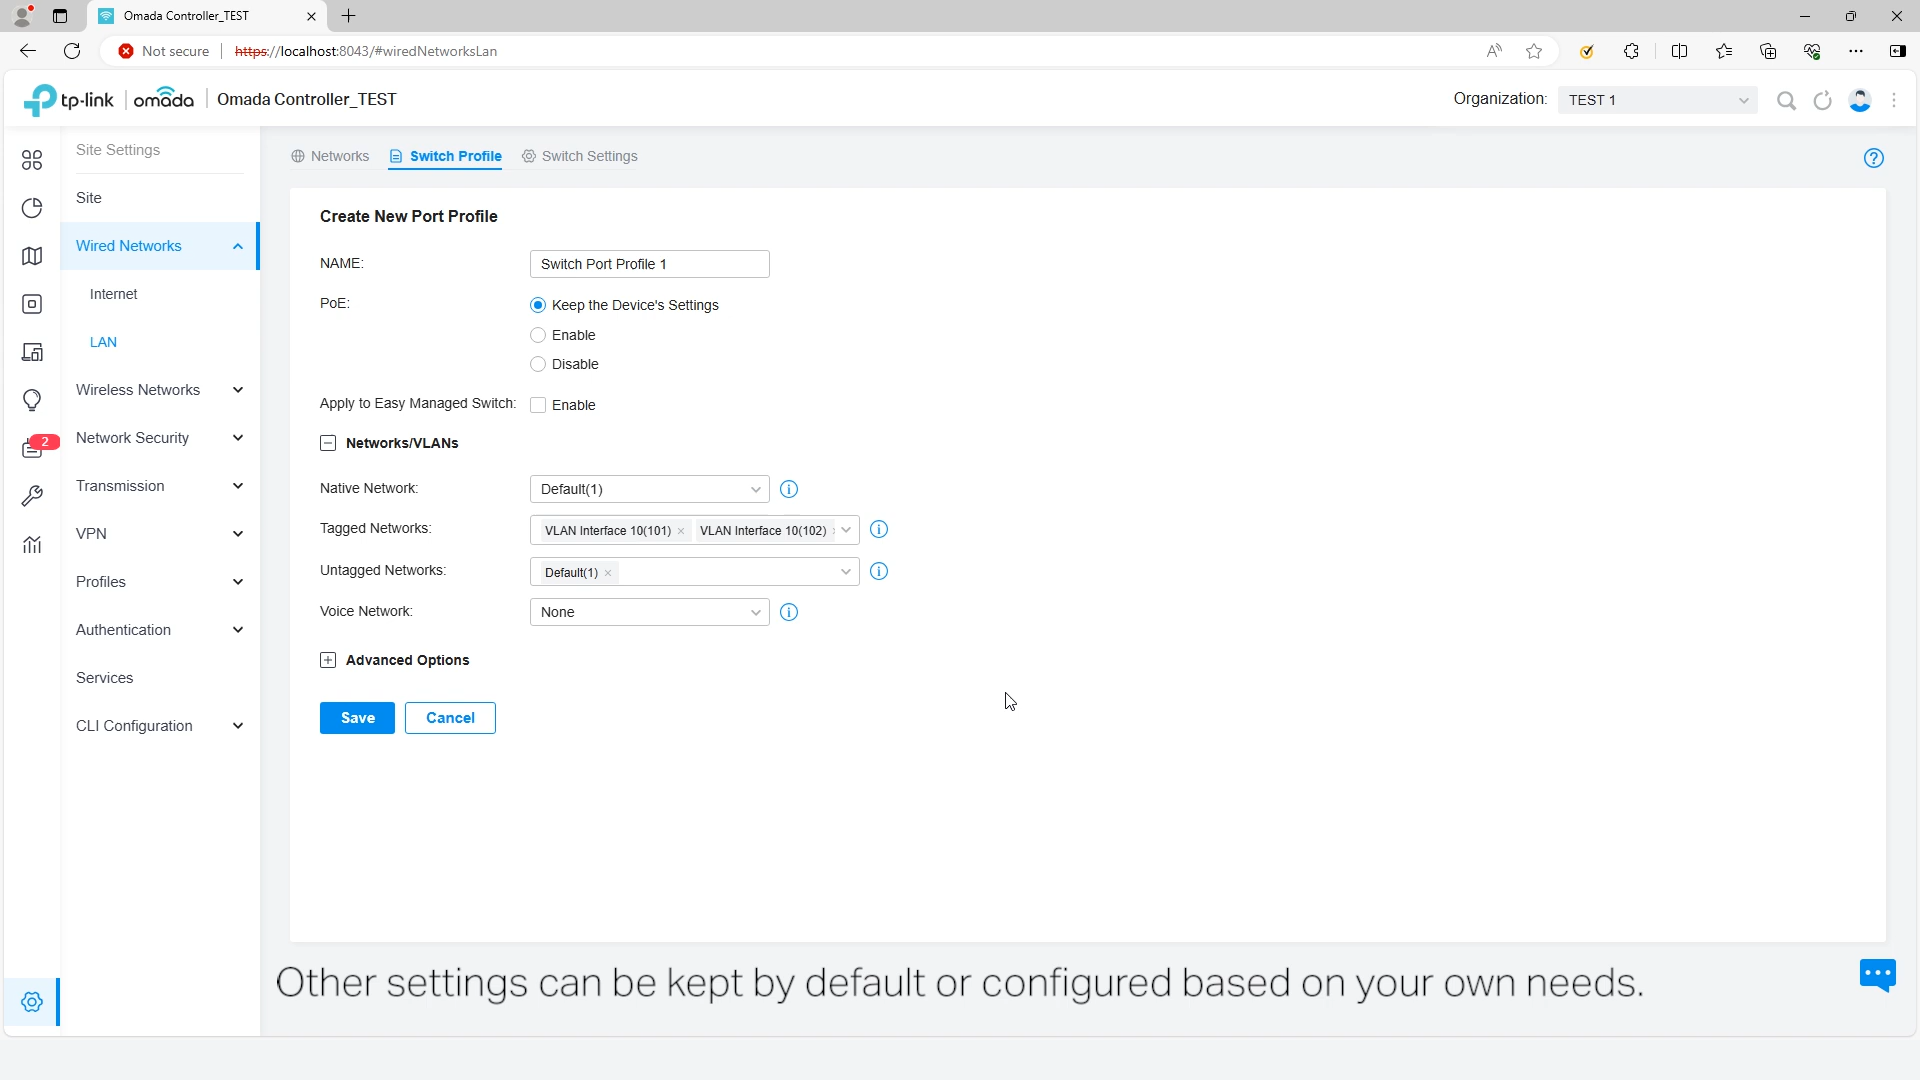 Omada Controller_TEST
Not secure
https://localhost:8043/#wiredNetworksLan
tp-link
omada
Omada Controller_TEST
Organization:
TEST 1
Site Settings
Site
Wired Networks
Internet
LAN
Wireless Networks
Network Security
2
Transmission
VPN
Profiles
Authentication
Services
CLI Configuration
Networks
Switch Profile
Switch Settings
Create New Port Profile
NAME:
Switch Port Profile 1
PoE:
Keep the Device's Settings
Enable
Disable
Apply to Easy Managed Switch:
Enable
Networks/VLANs
Native Network:
Default(1)
Tagged Networks:
VLAN Interface 10(101)
VLAN Interface 10(102)
Untagged Networks:
Default(1)
Voice Network:
None
Advanced Options
Save
Cancel
Other settings can be kept by default or configured based on your own needs.